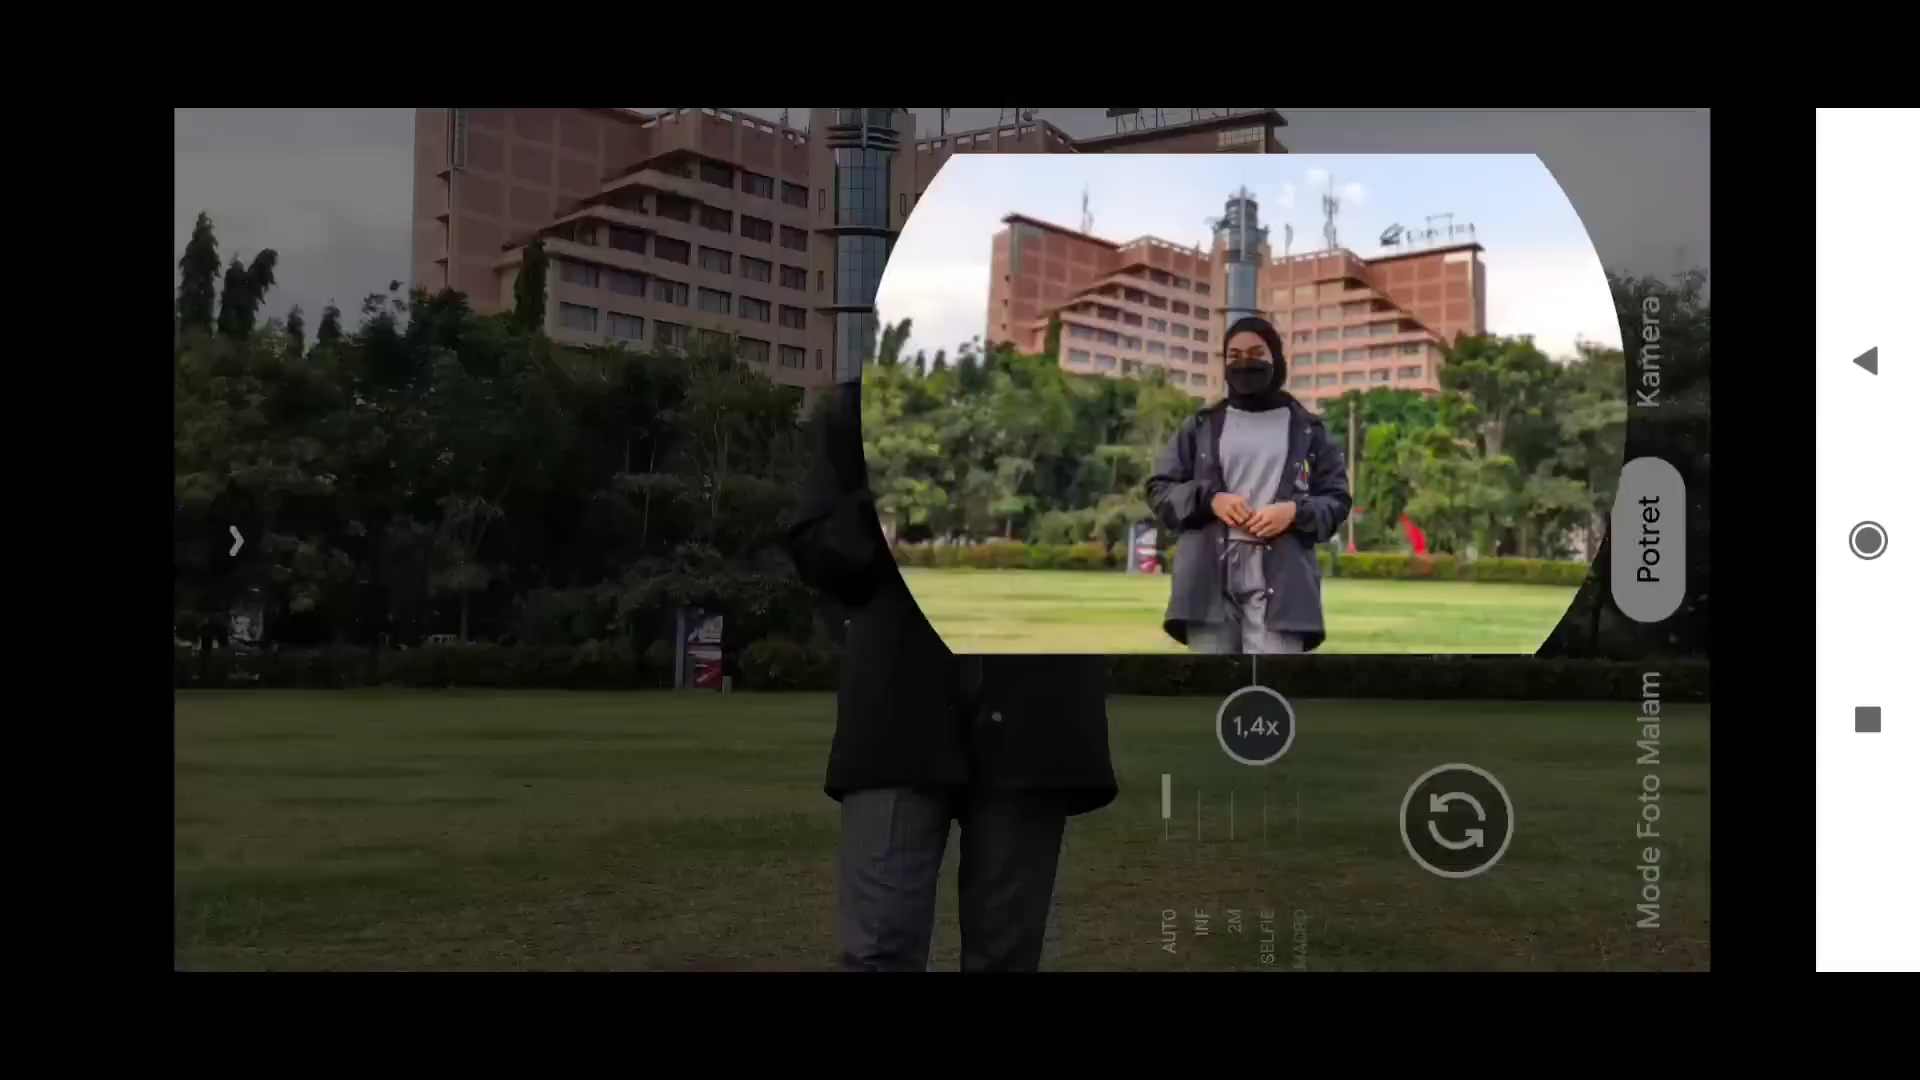 Kamera
Potret
Mode Foto Malam
1,4x
AUTO
INF
2M
SELFIE
MACRO